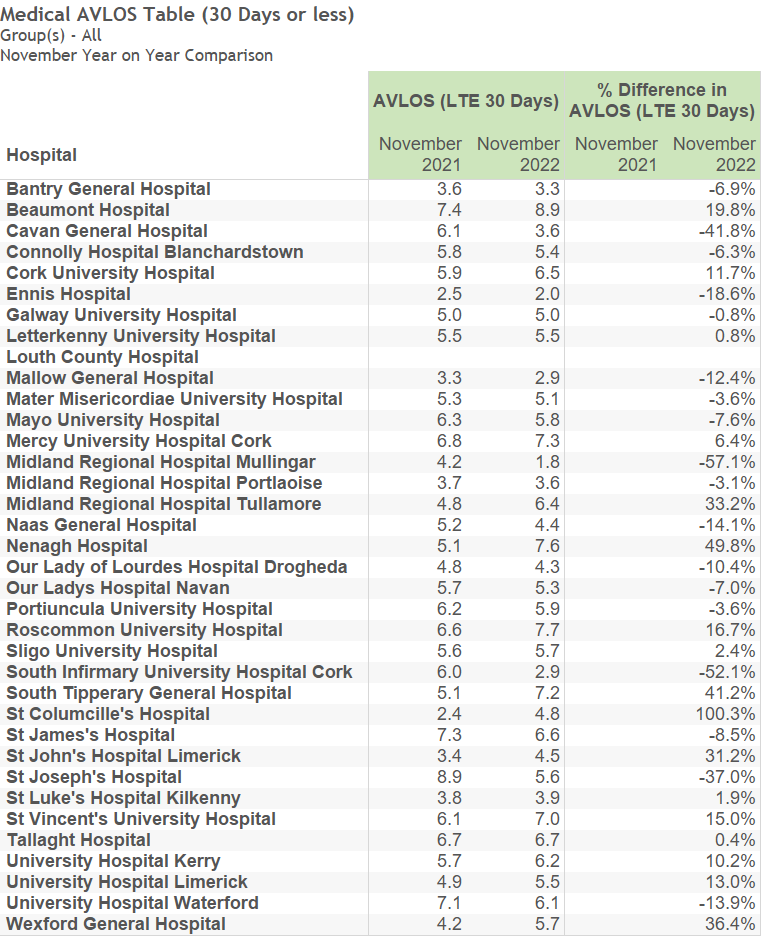 Medical AVLOS Table (30 Days or less)
Group(s) - All
November Year on Year Comparison
AVLOS (LTE 30 Days) % Difference in AVLOS (LTE 30 Days)
Hospital November 2021 November 2022 November 2021 November 2022
Bantry General Hospital 3.6 3.3 -6.9%
Beaumont Hospital 7.4 8.9 19.8%
Cavan General Hospital 6.1 3.6 -41.8%
Connolly Hospital Blanchardstown 5.8 5.4 -6.3%
Cork University Hospital 5.9 6.5 11.7%
Ennis Hospital 2.5 2.0 -18.6%
Galway University Hospital 5.0 5.0 -0.8%
Letterkenny University Hospital 5.5 5.5 0.8%
Louth County Hospital
Mallow General Hospital 3.3 2.9 -12.4%
Mater Misericordiae University Hospital 5.3 5.1 -3.6%
Mayo University Hospital 6.3 5.8 -7.6%
Mercy University Hospital Cork 6.8 7.3 6.4%
Midland Regional Hospital Mullingar 4.2 1.8 -57.1%
Midland Regional Hospital Portlaoise 3.7 3.6 -3.1%
Midland Regional Hospital Tullamore 4.8 6.4 33.2%
Naas General Hospital 5.2 4.4 -14.1%
Nenagh Hospital 5.1 7.6 49.8%
Our Lady of Lourdes Hospital Drogheda 4.8 4.3 -10.4%
Our Ladys Hospital Navan 5.7 5.3 -7.0%
Portiuncula University Hospital 6.2 5.9 -3.6%
Roscommon University Hospital 6.6 7.7 16.7%
Sligo University Hospital 5.6 5.7 2.4%
South Infirmary University Hospital Cork 6.0 2.9 -52.1%
South Tipperary General Hospital 5.1 7.2 41.2%
St Columcille's Hospital 2.4 4.8 100.3%
St James's Hospital 7.3 6.6 -8.5%
St John's Hospital Limerick 3.4 4.5 31.2%
St Joseph's Hospital 8.9 5.6 -37.0%
St Luke's Hospital Kilkenny 3.8 3.9 1.9%
St Vincent's University Hospital 6.1 7.0 15.0%
Tallaght Hospital 6.7 6.7 0.4%
University Hospital Kerry 5.7 6.2 10.2%
University Hospital Limerick 4.9 5.5 13.0%
University Hospital Waterford 7.1 6.1 -13.9%
Wexford General Hospital 4.2 5.7 36.4%